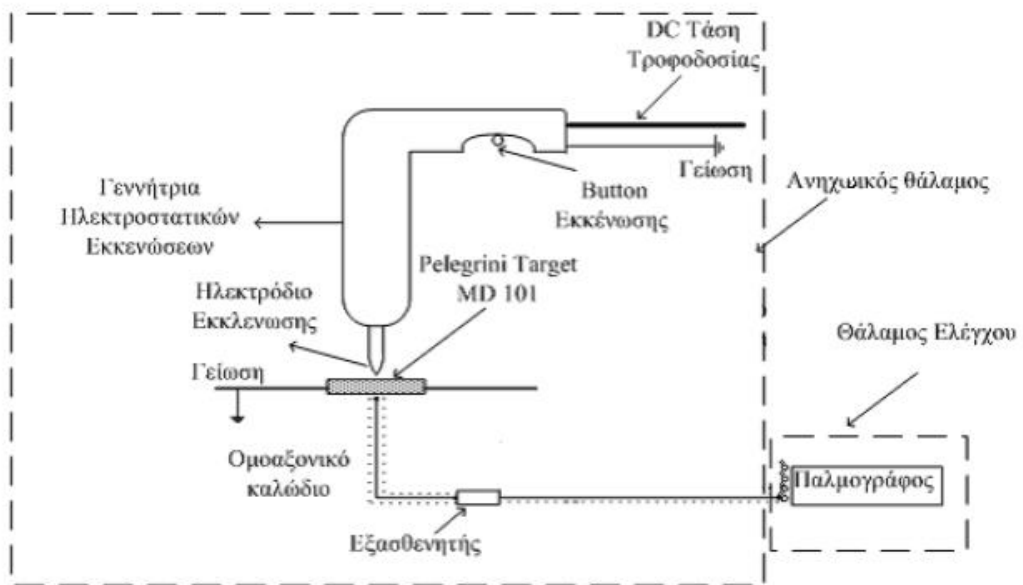 DC Τάση
Τροφοδοσίας
Γείωση
Button
Εκκένωσης
Ανηχωικός θάλαμος
Γεννήτρια
Ηλεκτροστατικών
Εκκενώσεων
Pelegrini Target
MD 101
Ηλεκτρόδιο
Εκκλενωσης
Γείωση
Θάλαμος Ελέγχου
Ομοαξονικό
καλώδιο
Παλμογράφος
Εξασθενητής